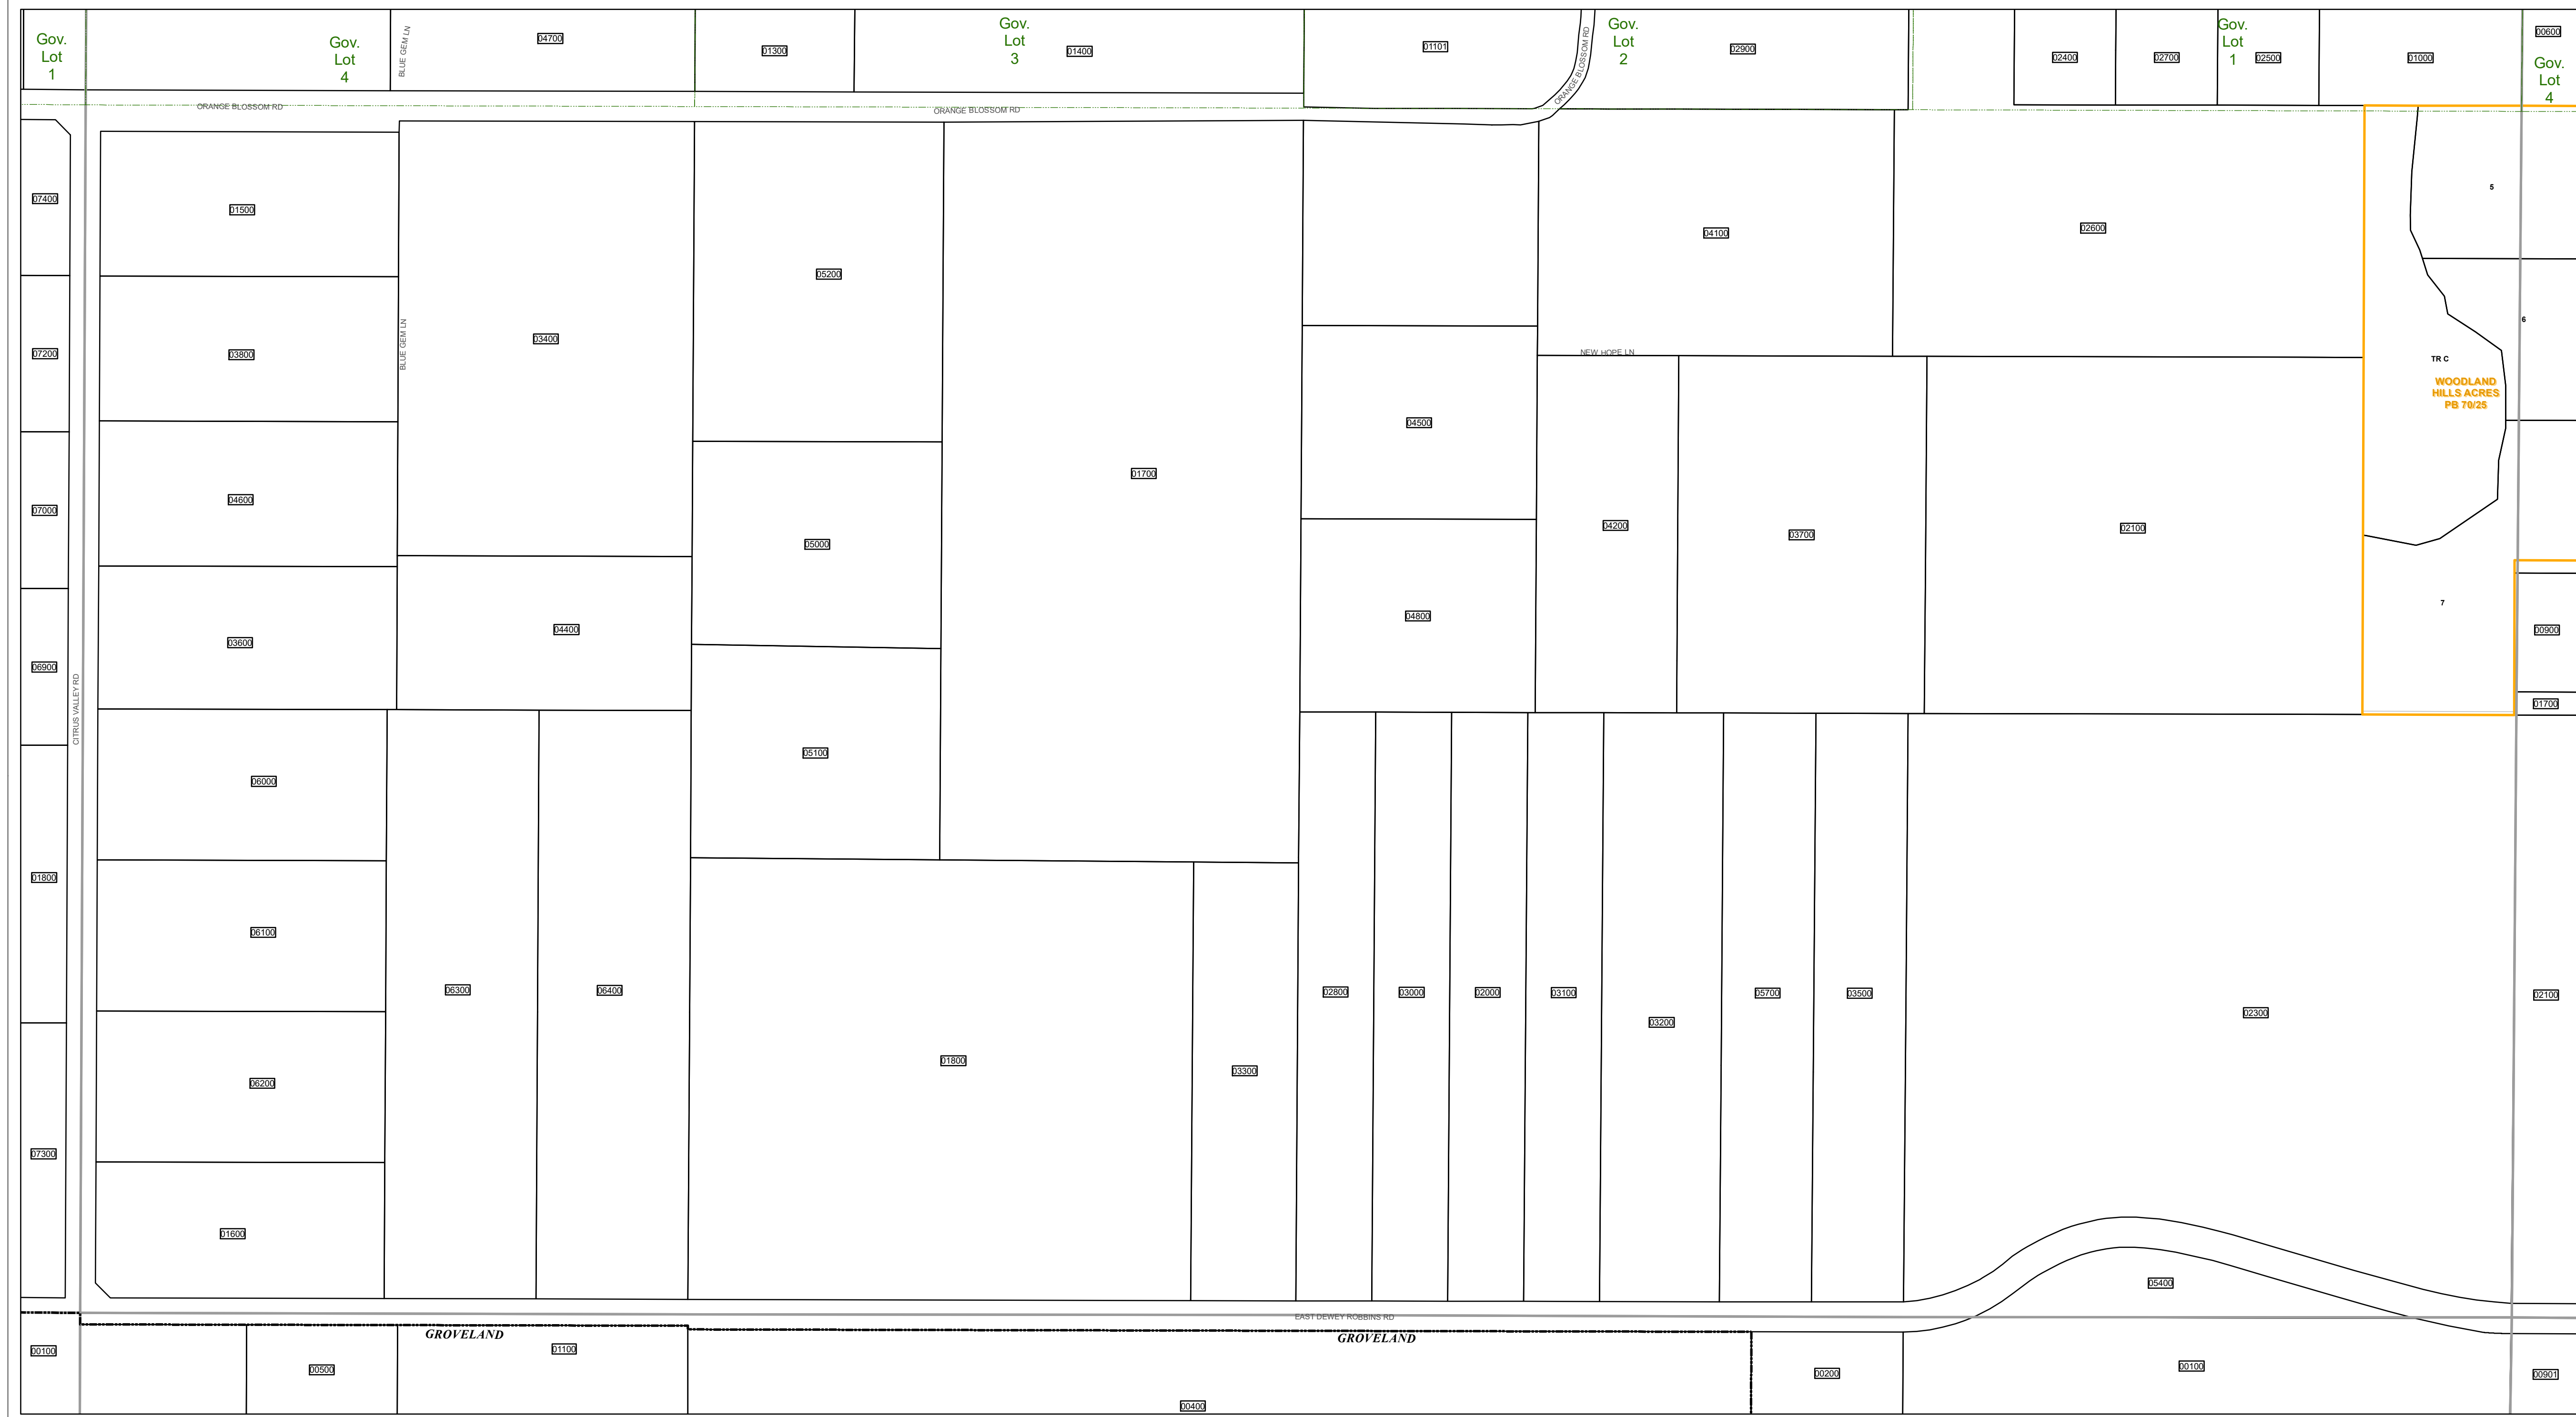 Gov.
Lot
1
Gov.
Lot
4
BLUE GEM LN
04700
01300
Gov.
Lot
3
01400
01101
ORANGE BLOSSOM RD
Gov.
Lot
2
02900
02400
02700
Gov.
Lot
1
02500
01000
00600
Gov.
Lot
4
ORANGE BLOSSOM RD
ORANGE BLOSSOM RD
07400
01500
05200
04100
02600
5
07200
03800
BLUE GEM LN
03400
NEW HOPE LN
6
TR C
WOODLAND
HILLS ACRES
PB 70/25
04500
01700
07000
04600
05000
04200
03700
02100
06900
03600
04400
04800
7
00900
CITRUS VALLEY RD
01700
06000
05100
01800
06100
06300
06400
02800
03000
02000
03100
03200
05700
03500
02300
02100
06200
01800
03300
07300
01600
05400
EAST DEWEY ROBBINS RD
GROVELAND
GROVELAND
00100
00500
01100
00400
00200
00100
00901